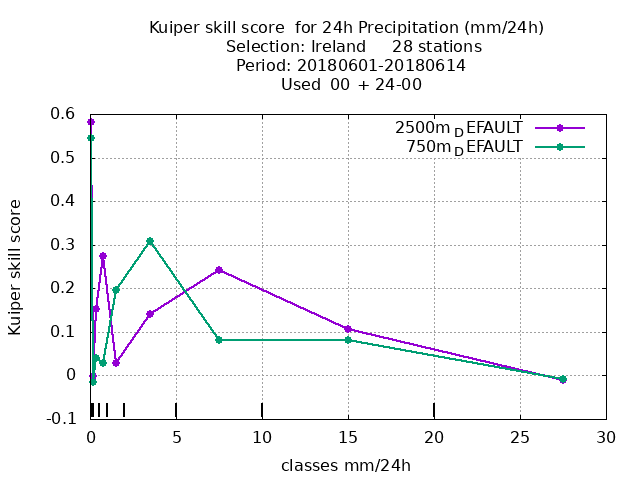 Kuiper skill score  for 24h Precipitation (mm/24h)
Selection: Ireland     28 stations
Period: 20180601-20180614
Used  00 + 24-00
2500m_DEFAULT
750m_DEFAULT
Kuiper skill score
0.6
0.5
0.4
0.3
0.2
0.1
0
-0.1
0 5 10 15 20 25 30
classes mm/24h